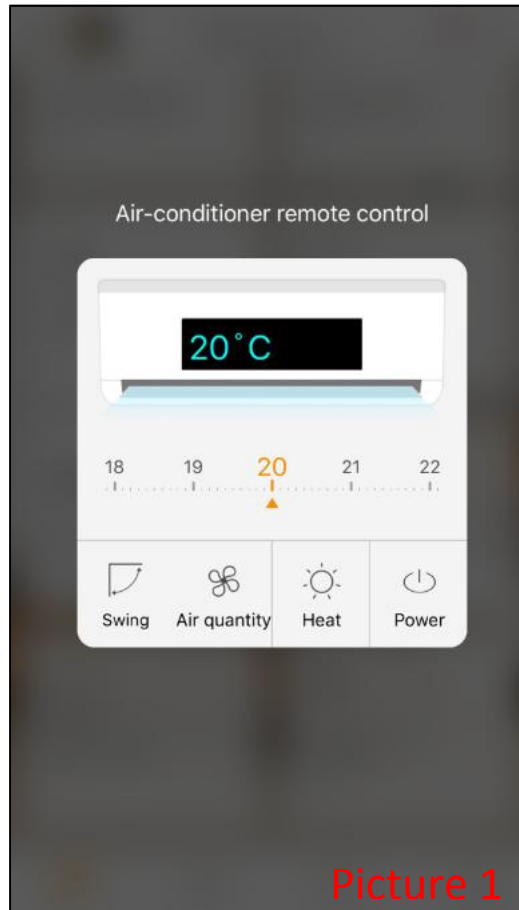 Air-conditioner remote control
20°C
18 19 20 21 22
Swing Air quantity Heat Power
Picture 1